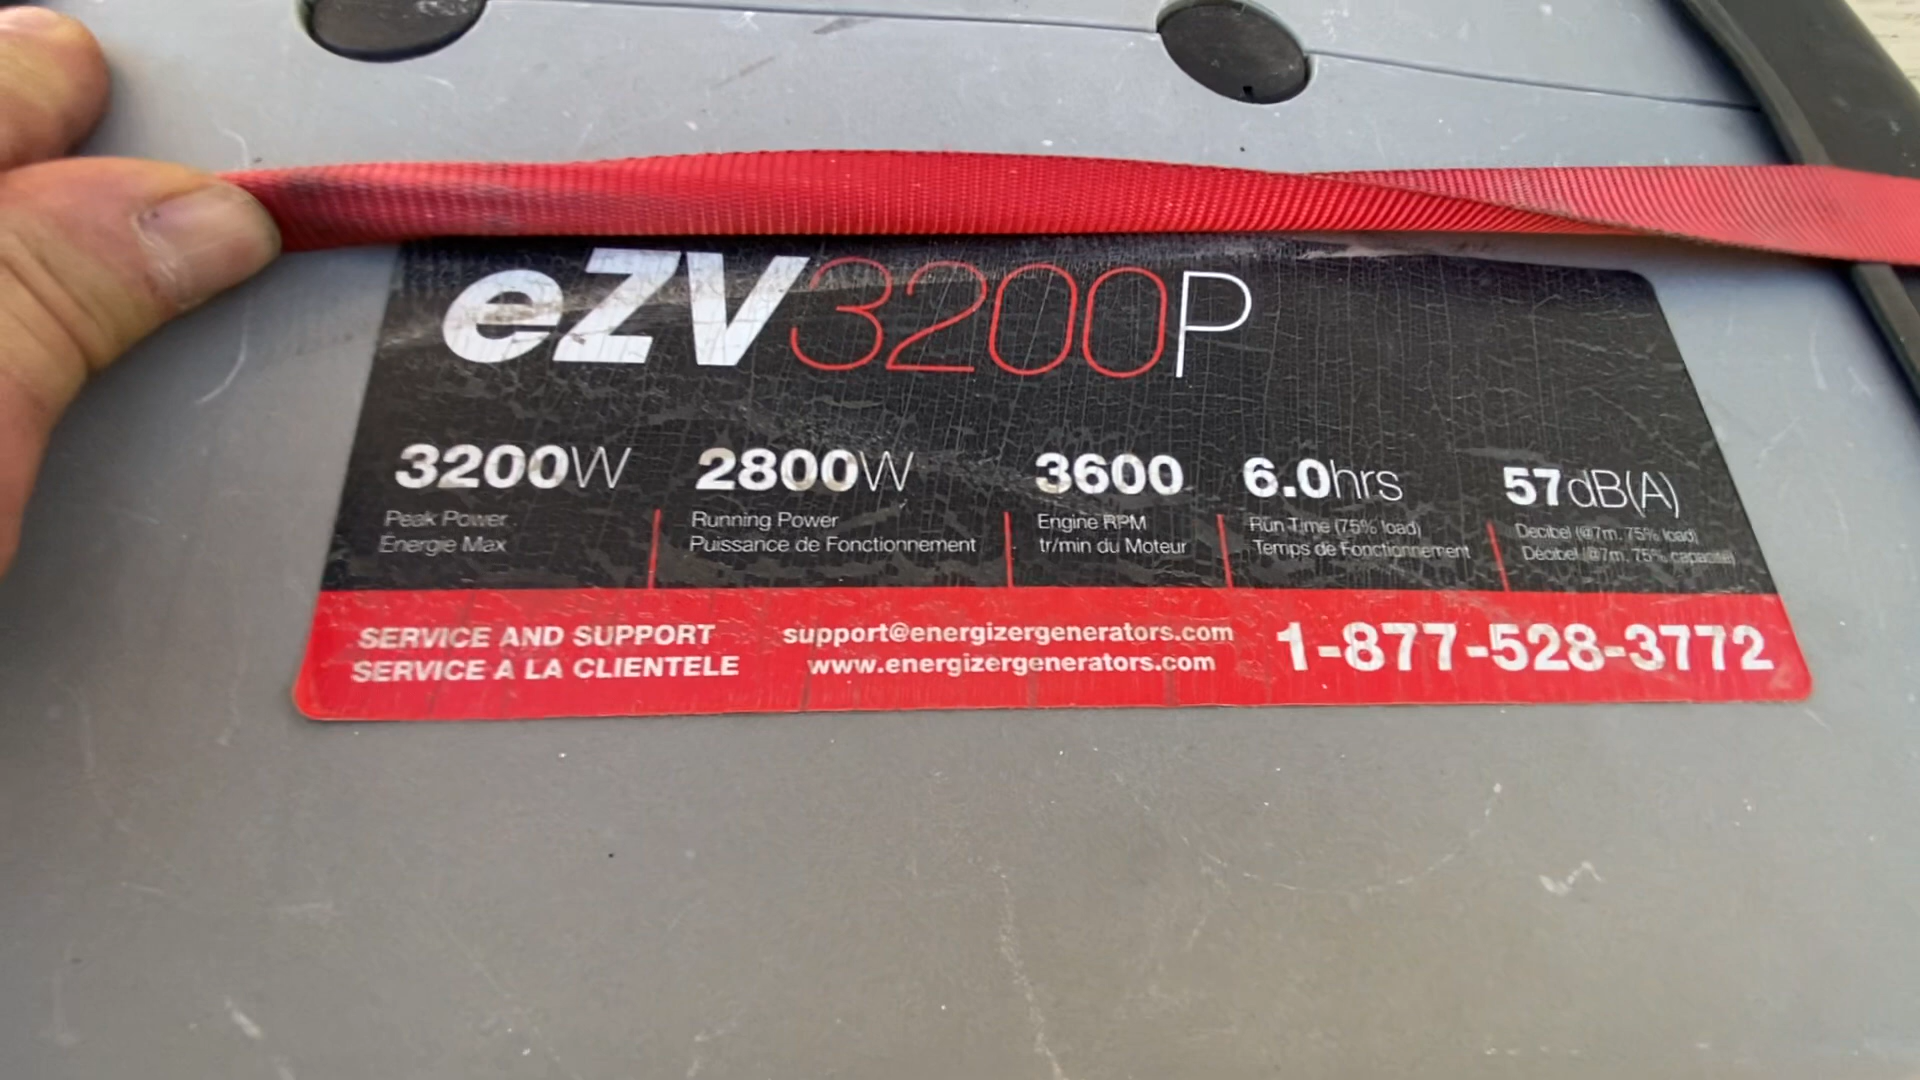 eZV3200P
3200W
Peak Power
Energie Max
2800W
Running Power
Puissance de Fonctionnement
3600
Engine RPM
tr/min du Moteur
6.0hrs
Run Time (75% load)
Temps de Fonctionnement
57dB(A)
Decibel (@7m, 75% load)
Décibel (@7m, 75% capacité)
SERVICE AND SUPPORT
SERVICE A LA CLIENTELE
support@energizergenerators.com
www.energizergenerators.com
1-877-528-3772